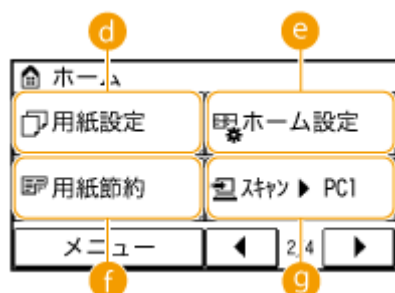 d e
ホーム
用紙設定 ホーム設定
用紙節約 スキャン ▶ PC1
メニュー ◀ 2/4 ▶
f g